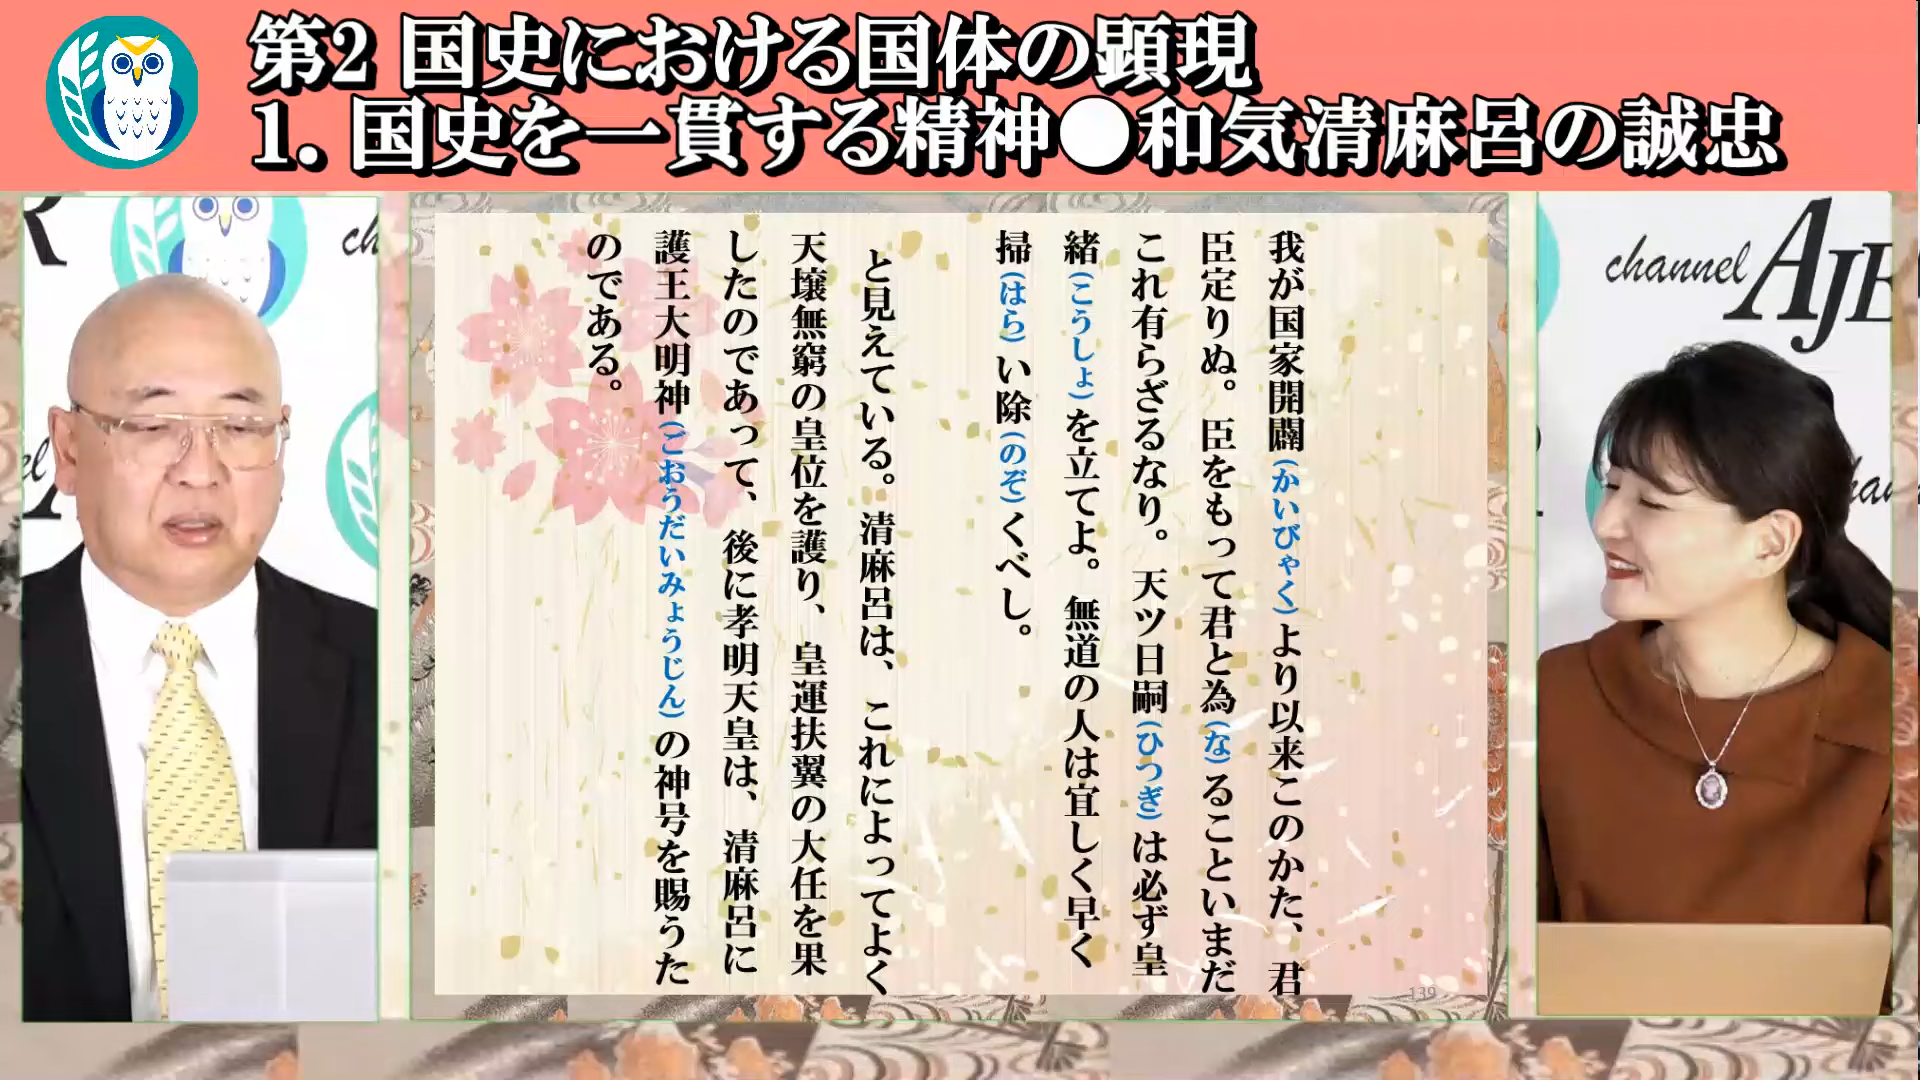 第2 国史における国体の顕現
1. 国史を一貫する精神●和気清麻呂の誠忠
我が国家開闢(かいびゃく)より以来このかた、君
臣定りぬ。臣をもって君と為(な)ることいまだ
これ有らざるなり。天ツ日嗣(ひつぎ)は必ず皇
緒(こうしょ)を立てよ。無道の人は宜しく早く
掃(はら)い除(のぞ)くべし。
と見えている。清麻呂は、これによってよく
天壌無窮の皇位を護り、皇運扶翼の大任を果
したのであって、後に孝明天皇は、清麻呂に
護王大明神(ごおうだいみょうじん)の神号を賜うた
のである。
139
R
ch
el
channel AJE
han